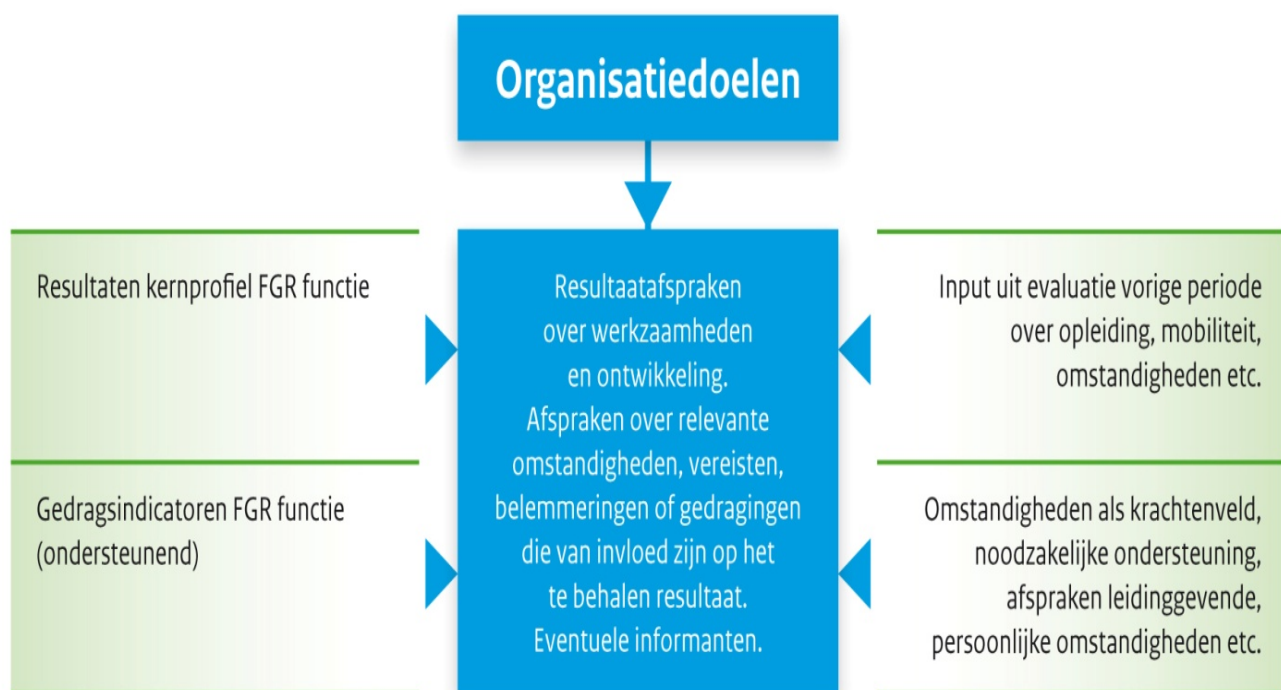 Organisatiedoelen
Resultaten kernprofiel FGR functie
Gedragsindicatoren FGR functie
(ondersteunend)
Resultaatafspraken
over werkzaamheden
en ontwikkeling.
Afspraken over relevante
omstandigheden, vereisten,
belemmeringen of gedragingen
die van invloed zijn op het
te behalen resultaat.
Eventuele informanten.
Input uit evaluatie vorige periode
over opleiding, mobiliteit,
omstandigheden etc.
Omstandigheden als krachtenveld,
noodzakelijke ondersteuning,
afspraken leidinggevende,
persoonlijke omstandigheden etc.